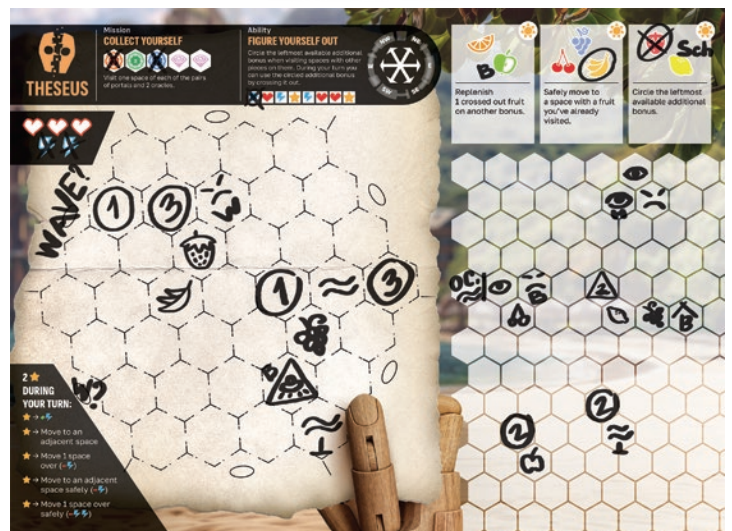 THESEUS
Mission
COLLECT YOURSELF
Visit one space of each of the pairs
of portals and 2 oracles.
Ability
FIGURE YOURSELF OUT
Circle the leftmost available additional
bonus when visiting spaces with other
pieces on them. During your turn you
can use the circled additional bonus
by crossing it out.
NW
NE
SW
SE
B
Replenish
1 crossed out fruit
on another bonus.
Safely move to
a space with a fruit
you've already
visited.
Sch
Circle the leftmost
available additional
bonus.
WAVE?
1
3
1
3
B
2
DURING
YOUR TURN:
→ +
→ Move to an
adjacent space
→ Move 1 space
over (-)
→ Move to an adjacent
space safely (-)
→ Move 1 space over
safely (-)
B
B
2
2